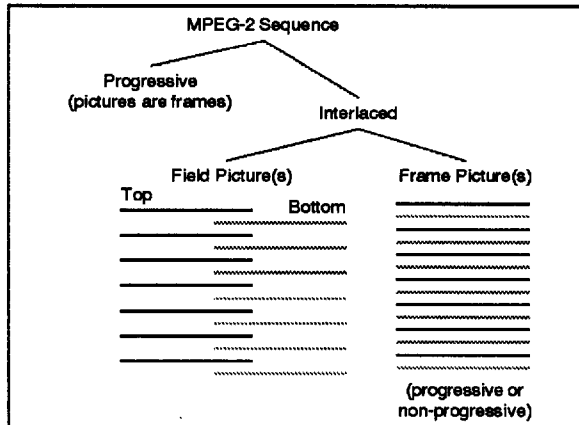 MPEG-2 Sequence
Progressive
(pictures are frames)
Interlaced
Field Picture(s)
Frame Picture(s)
Top
Bottom
(progressive or
non-progressive)